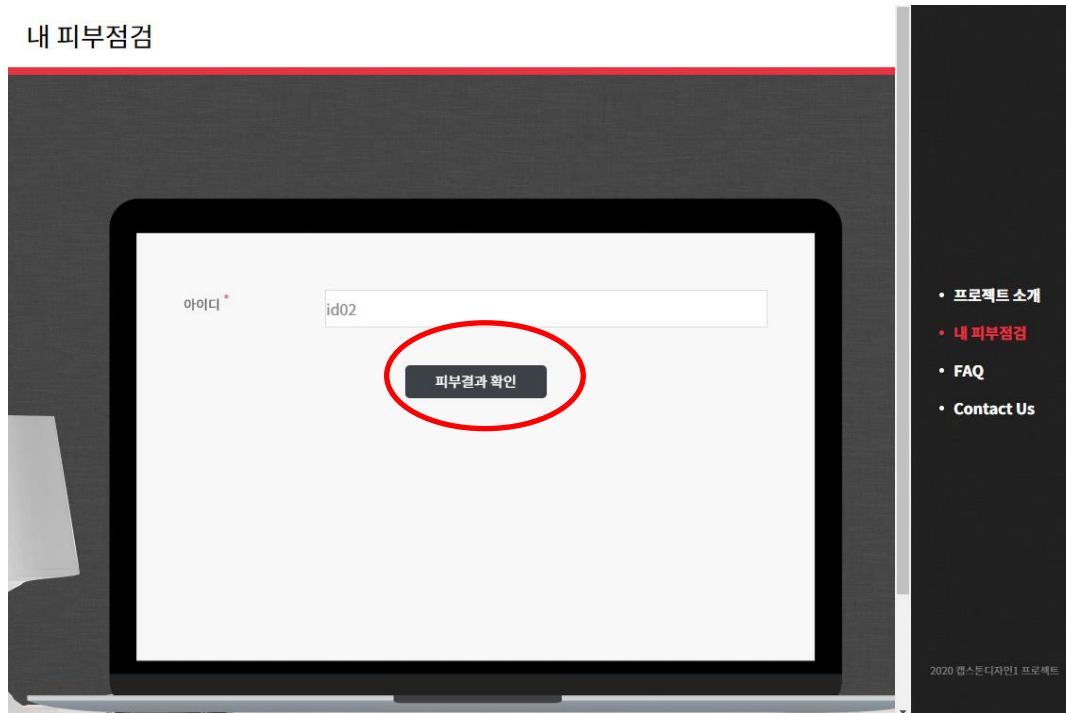 내 피부점검
아이디 *
id02
피부결과 확인
• 프로젝트 소개
• 내 피부점검
• FAQ
• Contact Us
2020 캡스톤디자인1 프로젝트